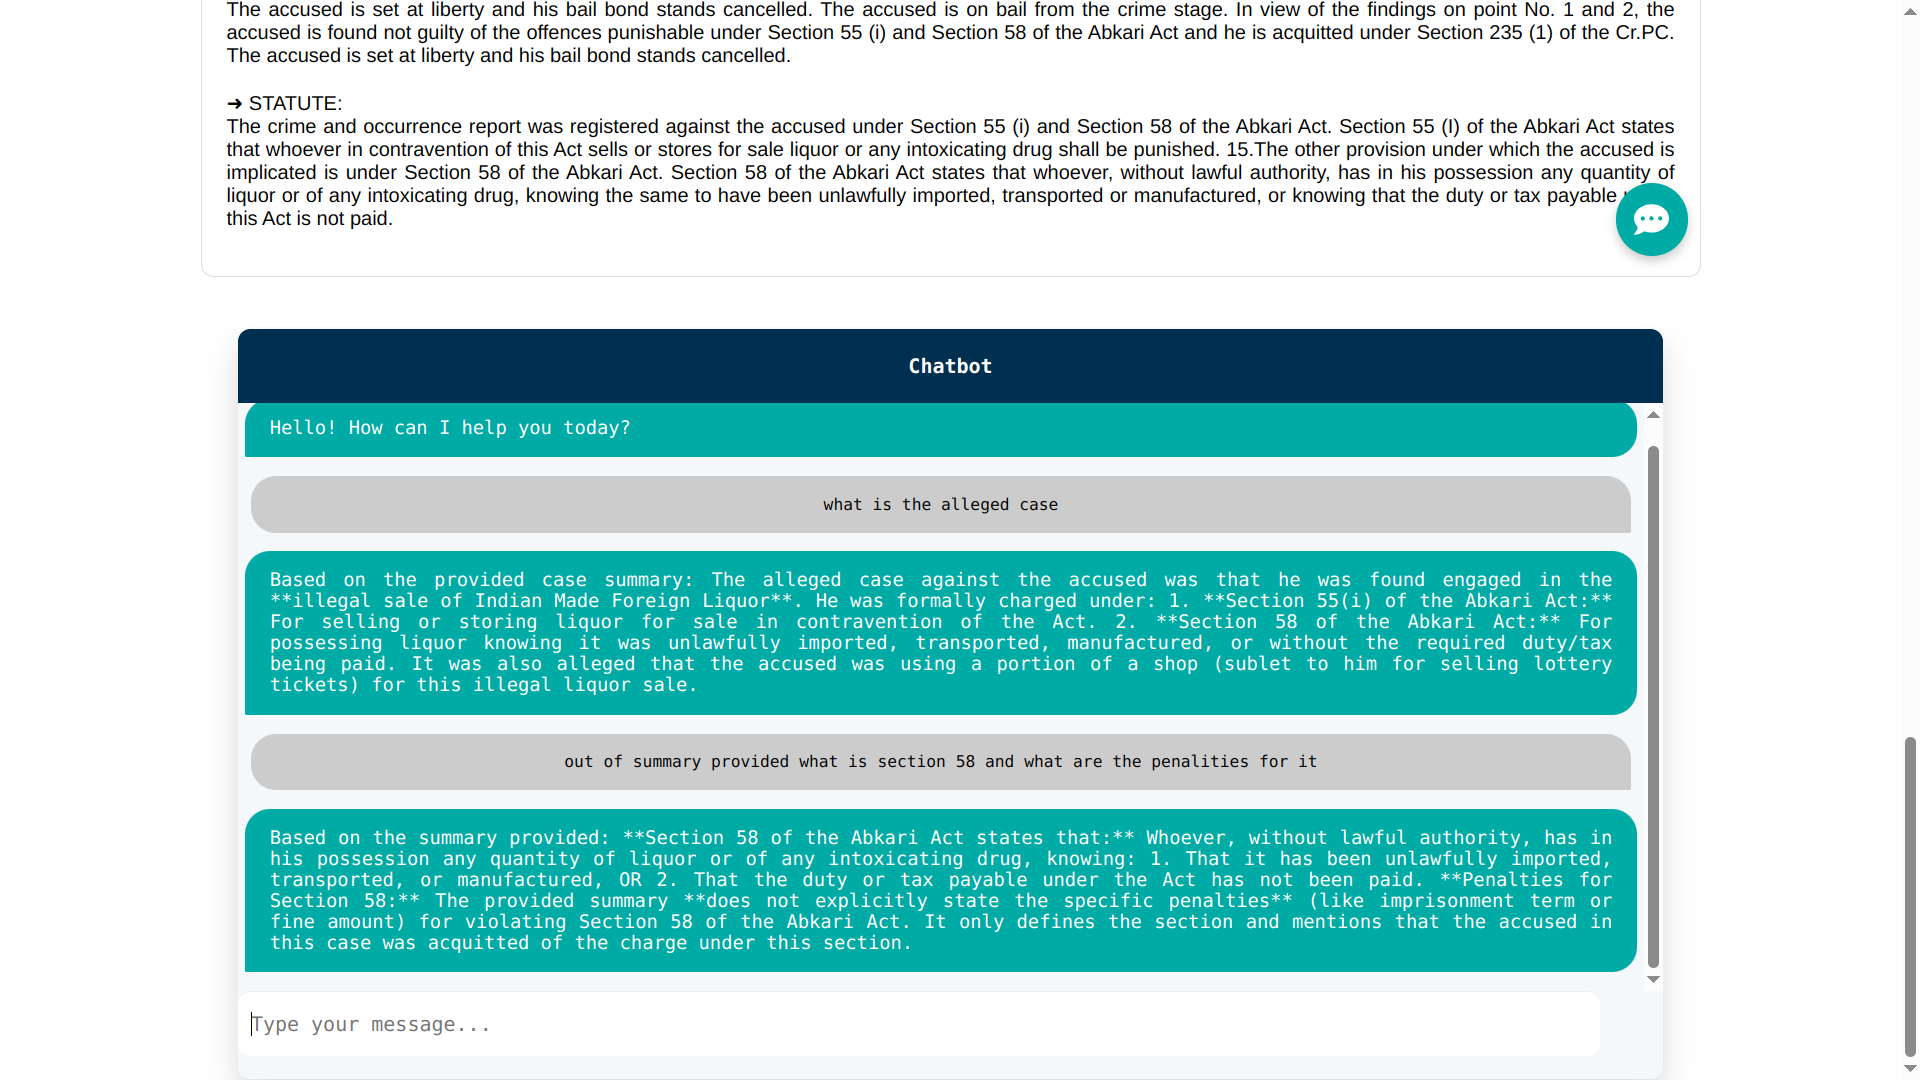 The accused is set at liberty and his bail bond stands cancelled. The accused is on bail from the crime stage. In view of the findings on point No. 1 and 2, the
accused is found not guilty of the offences punishable under Section 55 (i) and Section 58 of the Abkari Act and he is acquitted under Section 235 (1) of the Cr.PC.
The accused is set at liberty and his bail bond stands cancelled.
➜ STATUTE:
The crime and occurrence report was registered against the accused under Section 55 (i) and Section 58 of the Abkari Act. Section 55 (I) of the Abkari Act states
that whoever in contravention of this Act sells or stores for sale liquor or any intoxicating drug shall be punished. 15.The other provision under which the accused is
implicated is under Section 58 of the Abkari Act. Section 58 of the Abkari Act states that whoever, without lawful authority, has in his possession any quantity of
liquor or of any intoxicating drug, knowing the same to have been unlawfully imported, transported or manufactured, or knowing that the duty or tax payable
this Act is not paid.
Chatbot
Hello! How can I help you today?
what is the alleged case
Based on the provided case summary: The alleged case against the accused was that he was found engaged in the
**illegal sale of Indian Made Foreign Liquor**. He was formally charged under: 1. **Section 55(i) of the Abkari Act:**
For selling or storing liquor for sale in contravention of the Act. 2. **Section 58 of the Abkari Act:** For
possessing liquor knowing it was unlawfully imported, transported, manufactured, or without the required duty/tax
being paid. It was also alleged that the accused was using a portion of a shop (sublet to him for selling lottery
tickets) for this illegal liquor sale.
out of summary provided what is section 58 and what are the penalities for it
Based on the summary provided: **Section 58 of the Abkari Act states that:** Whoever, without lawful authority, has in
his possession any quantity of liquor or of any intoxicating drug, knowing: 1. That it has been unlawfully imported,
transported, or manufactured, OR 2. That the duty or tax payable under the Act has not been paid. **Penalties for
Section 58:** The provided summary **does not explicitly state the specific penalties** (like imprisonment term or
fine amount) for violating Section 58 of the Abkari Act. It only defines the section and mentions that the accused in
this case was acquitted of the charge under this section.
Type your message...